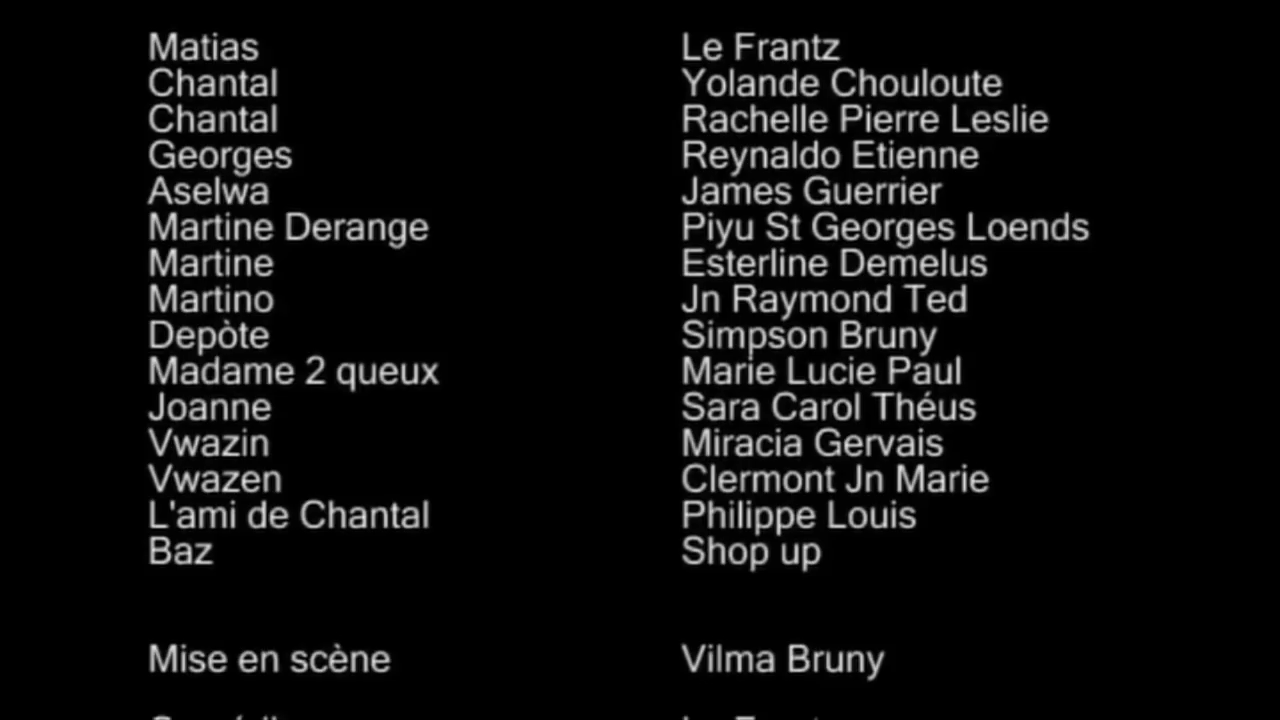 Matias Le Frantz
Chantal Yolande Chouloute
Chantal Rachelle Pierre Leslie
Georges Reynaldo Etienne
Aselwa James Guerrier
Martine Derange Piyu St Georges Loends
Martine Esterline Demelus
Martino Jn Raymond Ted
Depòte Simpson Bruny
Madame 2 queux Marie Lucie Paul
Joanne Sara Carol Théus
Vwazin Miracia Gervais
Vwazen Clermont Jn Marie
L'ami de Chantal Philippe Louis
Baz Shop up
Mise en scène Vilma Bruny